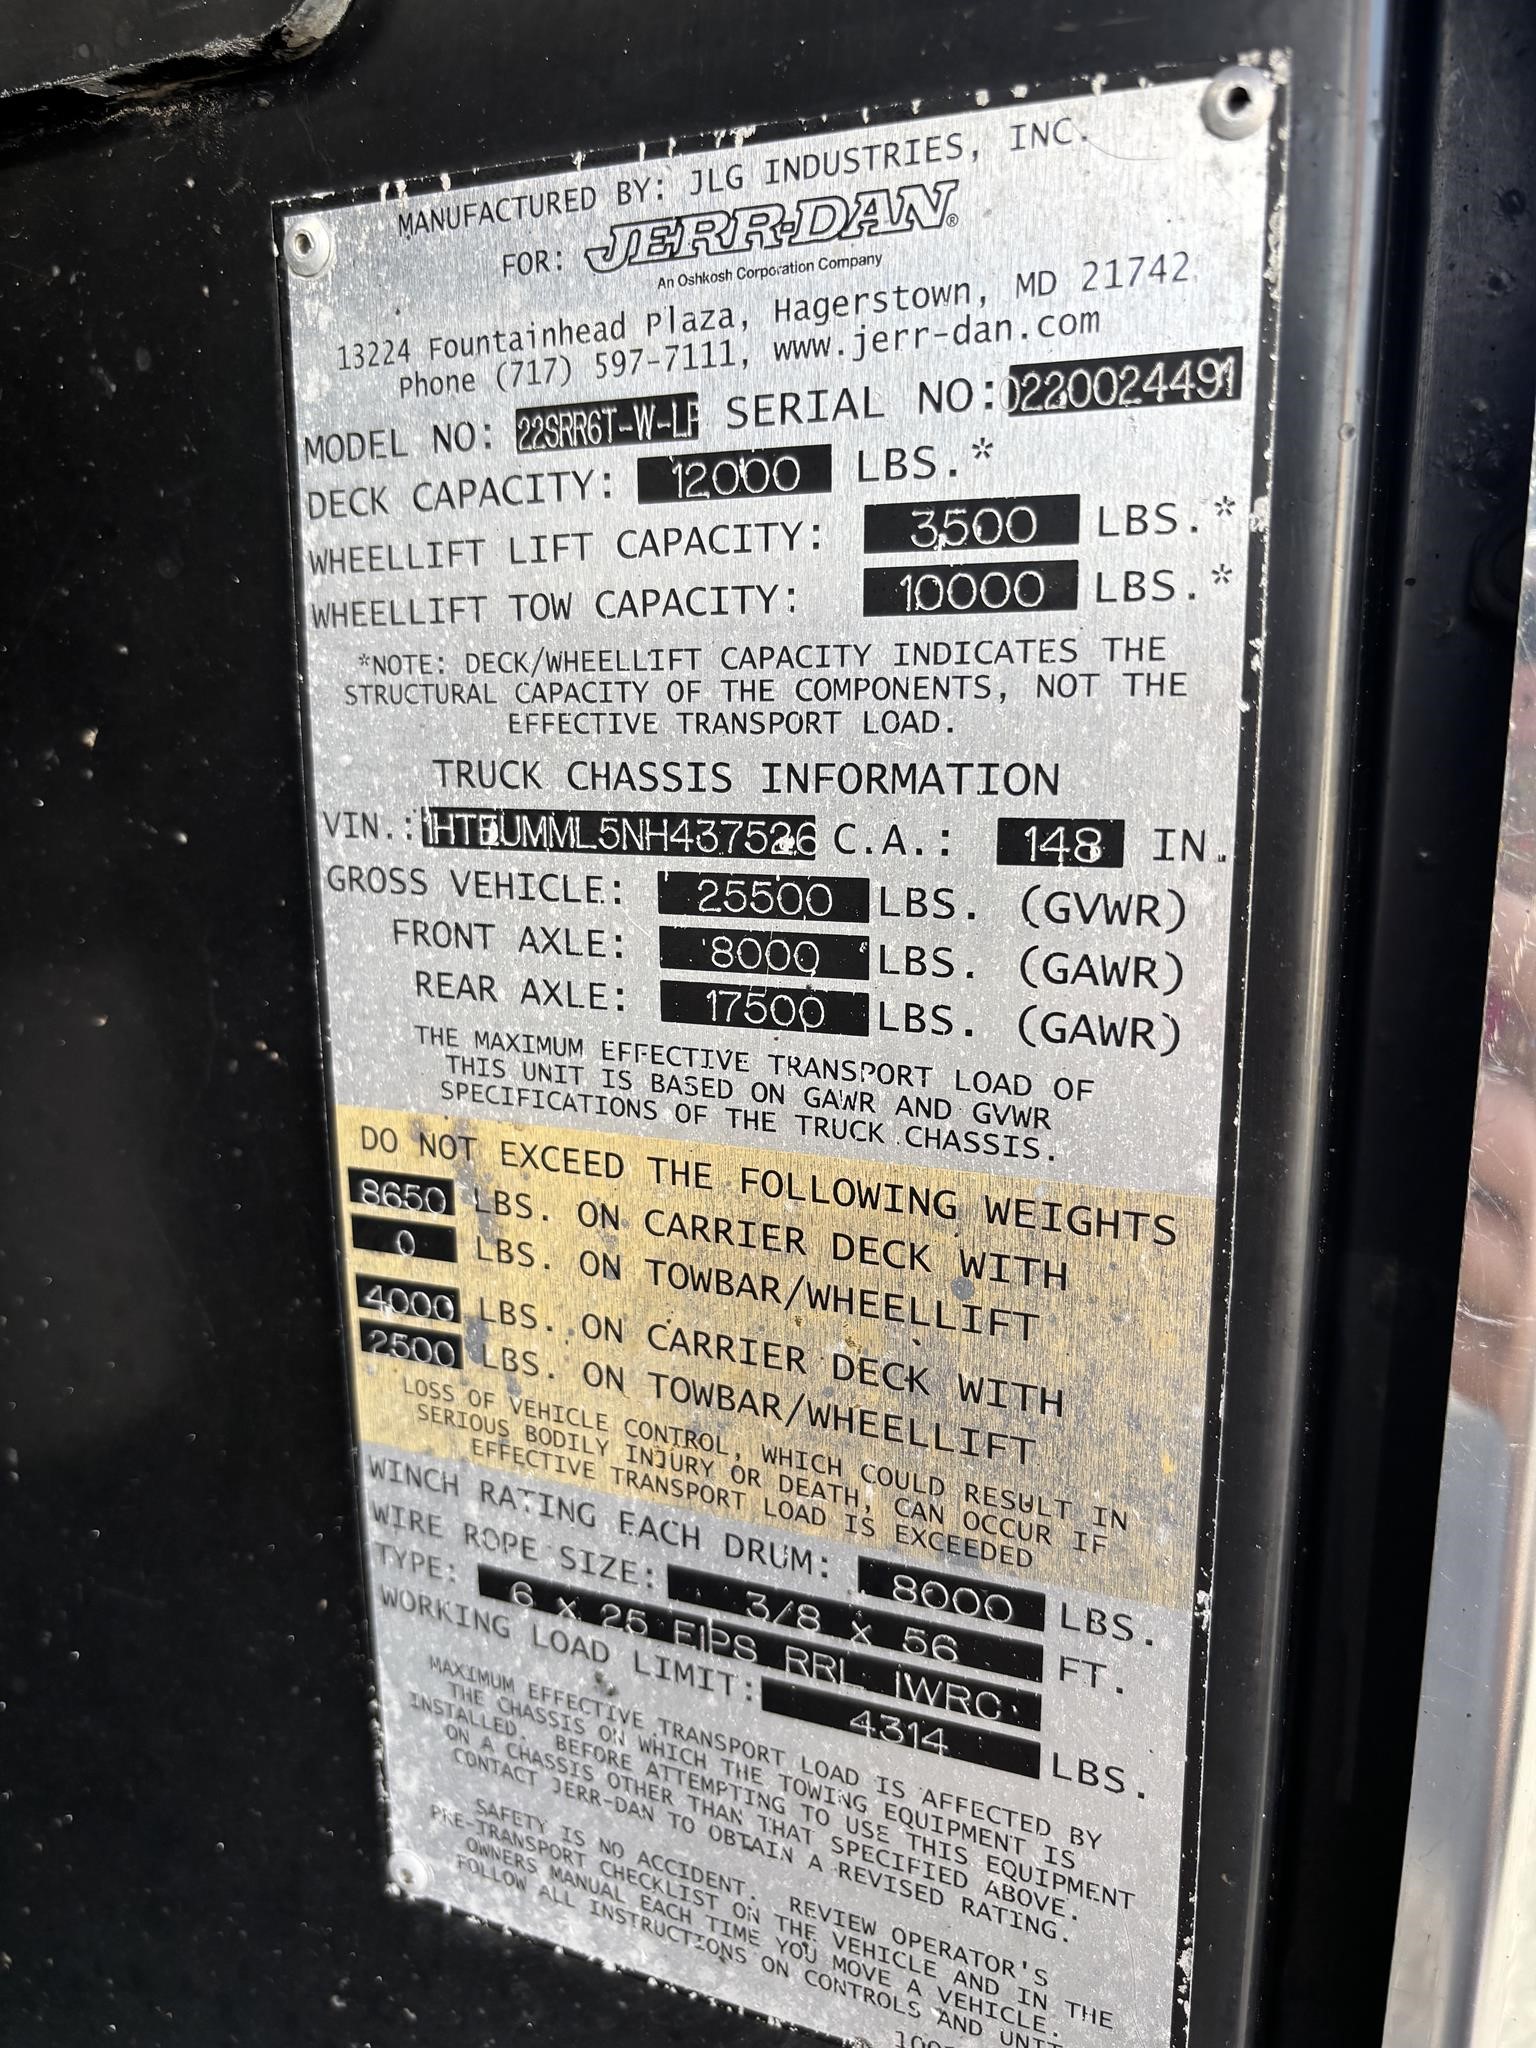 MANUFACTURED BY: JLG INDUSTRIES, INC.
FOR: JERR-DAN®
An Oshkosh Corporation Company
13224 Fountainhead Plaza, Hagerstown, MD 21742
Phone (717) 597-7111, www.jerr-dan.com
MODEL NO: 22SRR6T-W-LP SERIAL NO: 0220024491
DECK CAPACITY: 12000 LBS.*
WHEELLIFT LIFT CAPACITY: 3500 LBS.*
WHEELLIFT TOW CAPACITY: 10000 LBS.*
*NOTE: DECK/WHEELLIFT CAPACITY INDICATES THE
STRUCTURAL CAPACITY OF THE COMPONENTS, NOT THE
EFFECTIVE TRANSPORT LOAD.
TRUCK CHASSIS INFORMATION
VIN.: 1HTEUMML5NH437526 C.A.: 148 IN.
GROSS VEHICLE: 25500 LBS. (GVWR)
FRONT AXLE: 8000 LBS. (GAWR)
REAR AXLE: 17500 LBS. (GAWR)
THE MAXIMUM EFFECTIVE TRANSPORT LOAD OF
THIS UNIT IS BASED ON GAWR AND GVWR
SPECIFICATIONS OF THE TRUCK CHASSIS.
DO NOT EXCEED THE FOLLOWING WEIGHTS
8650 LBS. ON CARRIER DECK WITH
0 LBS. ON TOWBAR/WHEELLIFT
4000 LBS. ON CARRIER DECK WITH
2500 LBS. ON TOWBAR/WHEELLIFT
LOSS OF VEHICLE CONTROL, WHICH COULD RESULT IN
SERIOUS BODILY INJURY OR DEATH, CAN OCCUR IF
EFFECTIVE TRANSPORT LOAD IS EXCEEDED
WINCH RATING EACH DRUM: 8000 LBS.
WIRE ROPE SIZE: 3/8 x 56 FT.
TYPE: 6 x 25 EIPS RRL IWRC
WORKING LOAD LIMIT: 4314 LBS.
MAXIMUM EFFECTIVE TRANSPORT LOAD IS AFFECTED BY
THE CHASSIS ON WHICH THE TOWING EQUIPMENT IS
INSTALLED. BEFORE ATTEMPTING TO USE THIS EQUIPMENT
ON A CHASSIS OTHER THAN THAT SPECIFIED ABOVE.
CONTACT JERR-DAN TO OBTAIN A REVISED RATING.
SAFETY IS NO ACCIDENT. REVIEW OPERATOR'S
PRE-TRANSPORT CHECKLIST ON THE VEHICLE AND IN THE
OWNERS MANUAL EACH TIME YOU MOVE A VEHICLE.
FOLLOW ALL INSTRUCTIONS ON CONTROLS AND UNIT